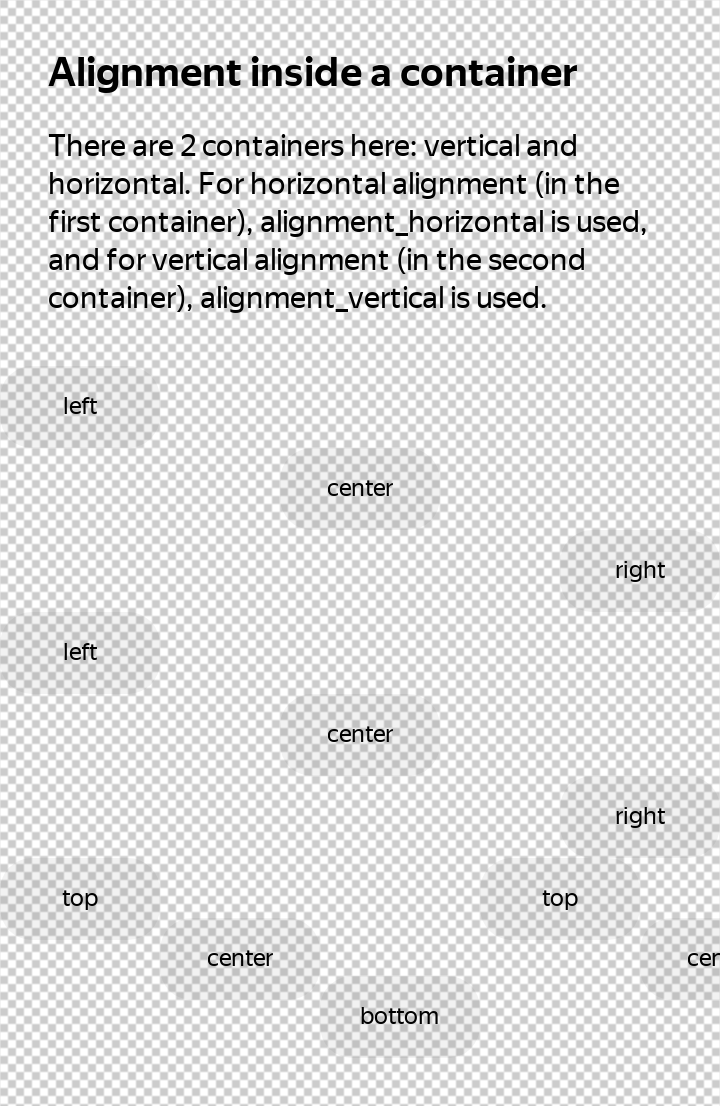 Alignment inside a container
There are 2 containers here: vertical and
horizontal. For horizontal alignment (in the
first container), alignment_horizontal is used,
and for vertical alignment (in the second
container), alignment_vertical is used.
left
center
right
left
center
right
top top
center cer
bottom